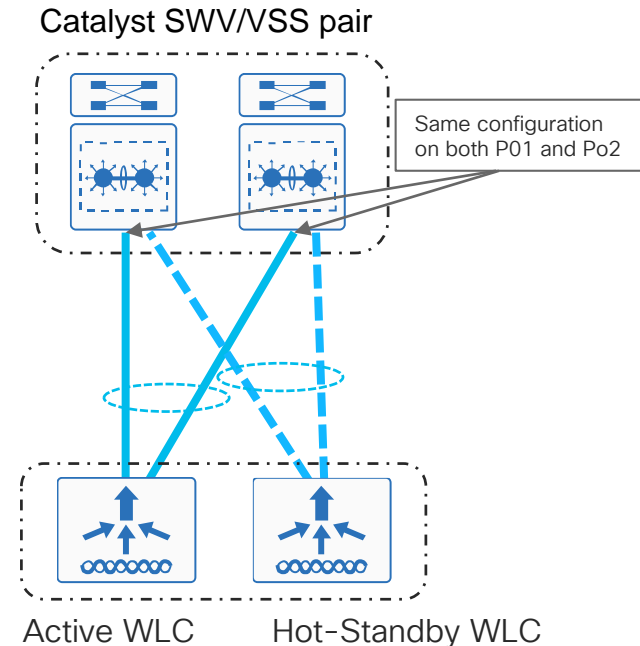 Catalyst SWV/VSS pair
Same configuration
on both P01 and Po2
Active WLC
Hot-Standby WLC